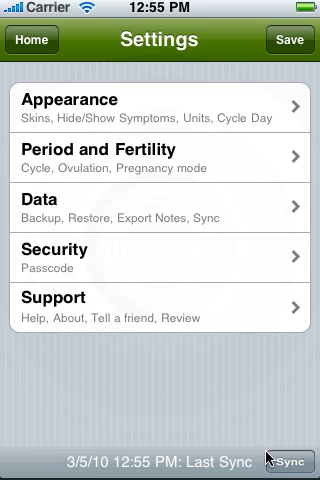 Carrier 12:55 PM
Home Settings Save
Appearance
Skins, Hide/Show Symptoms, Units, Cycle Day
Period and Fertility
Cycle, Ovulation, Pregnancy mode
Data
Backup, Restore, Export Notes, Sync
Security
Passcode
Support
Help, About, Tell a friend, Review
3/5/10 12:55 PM: Last Sync Sync